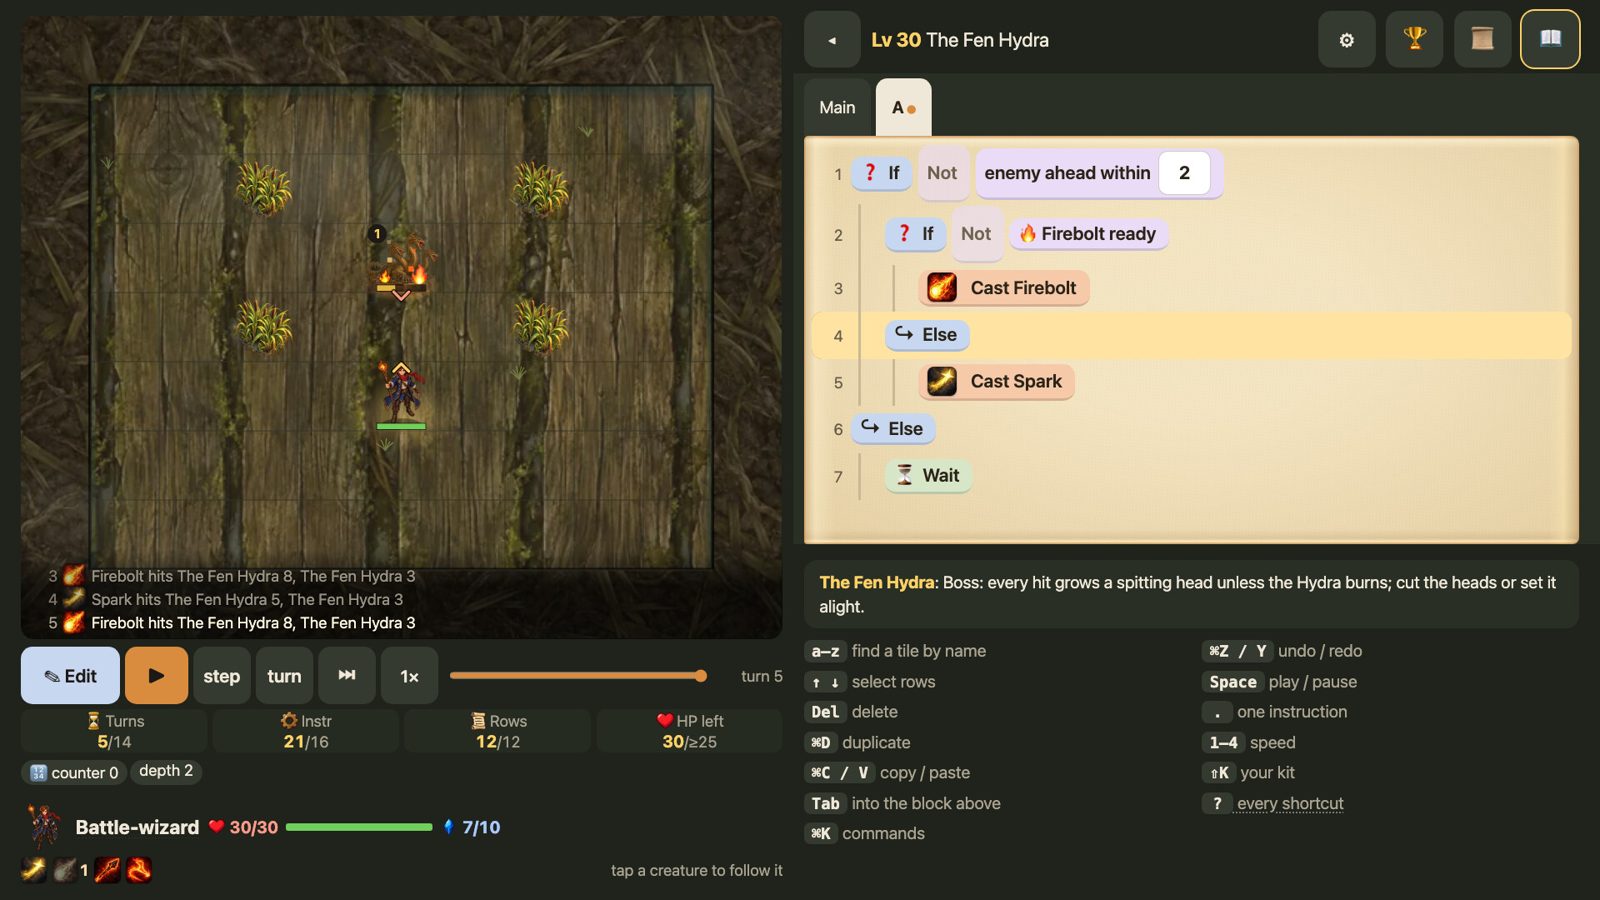 ◂ Lv 30 The Fen Hydra
Main
A
1 ❓ If Not enemy ahead within 2
2 ❓ If Not 🔥 Firebolt ready
3 Cast Firebolt
4 ↪ Else
5 Cast Spark
6 ↪ Else
7 ⏳ Wait
1
3 Firebolt hits The Fen Hydra 8, The Fen Hydra 3
4 Spark hits The Fen Hydra 5, The Fen Hydra 3
5 Firebolt hits The Fen Hydra 8, The Fen Hydra 3
✎ Edit ▶ step turn ⏭ 1× turn 5
Turns
5/14
Instr
21/16
Rows
12/12
HP left
30/≥25
counter 0 depth 2
Battle-wizard 30/30 7/10
1
tap a creature to follow it
The Fen Hydra: Boss: every hit grows a spitting head unless the Hydra burns; cut the heads or set it
alight.
a–z find a tile by name
↑ ↓ select rows
Del delete
⌘D duplicate
⌘C / V copy / paste
Tab into the block above
⌘K commands
⌘Z / Y undo / redo
Space play / pause
. one instruction
1–4 speed
⇧K your kit
? every shortcut